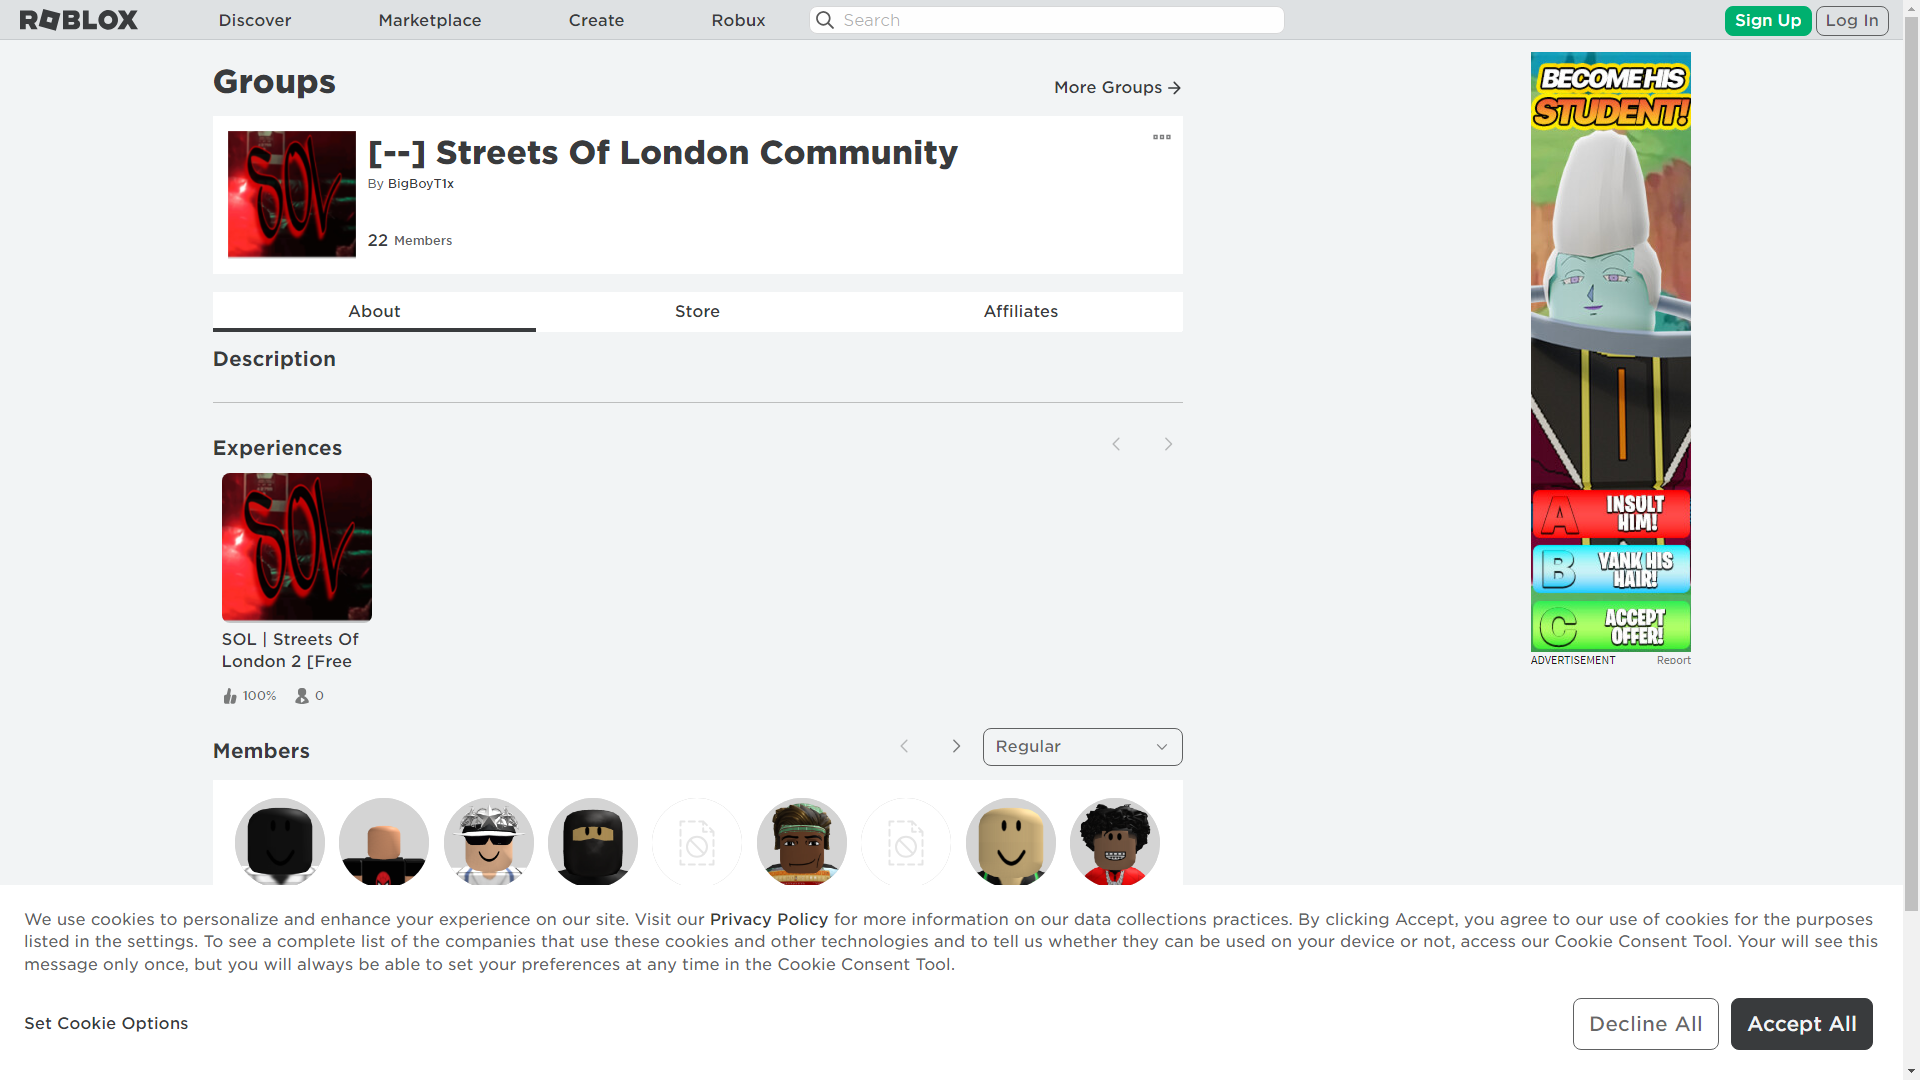 ROBLOX
Discover
Marketplace
Create
Robux
Search
Sign Up
Log In
Groups
More Groups
SOL
[--] Streets Of London Community
By BigBoyT1x
22 Members
About
Store
Affiliates
Description
Experiences
SOL
SOL | Streets Of
London 2 [Free
100%
0
Members
Regular
BECOME HIS
STUDENT!
A
INSULT
HIM!
B
YANK HIS
HAIR!
C
ACCEPT
OFFER!
ADVERTISEMENT
Report
We use cookies to personalize and enhance your experience on our site. Visit our Privacy Policy for more information on our data collections practices. By clicking Accept, you agree to our use of cookies for the purposes
listed in the settings. To see a complete list of the companies that use these cookies and other technologies and to tell us whether they can be used on your device or not, access our Cookie Consent Tool. Your will see this
message only once, but you will always be able to set your preferences at any time in the Cookie Consent Tool.
Set Cookie Options
Decline All
Accept All